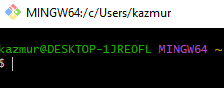 MINGW64:/c/Users/kazmur
kazmur@DESKTOP-1JREOFL MINGW64 ~
$